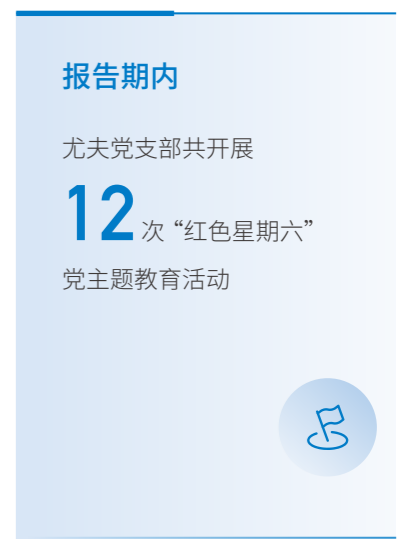 报告期内
尤夫党支部共开展
12次“红色星期六”
党主题教育活动